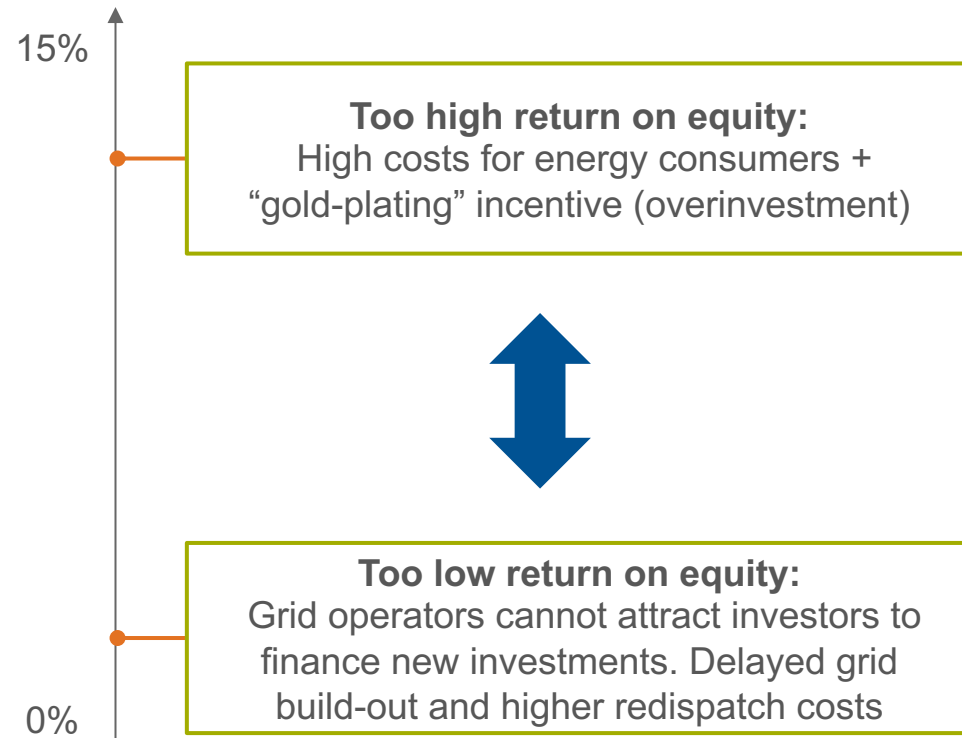 15%
Too high return on equity:
High costs for energy consumers +
“gold-plating” incentive (overinvestment)
Too low return on equity:
Grid operators cannot attract investors to
finance new investments. Delayed grid
build-out and higher redispatch costs
0%